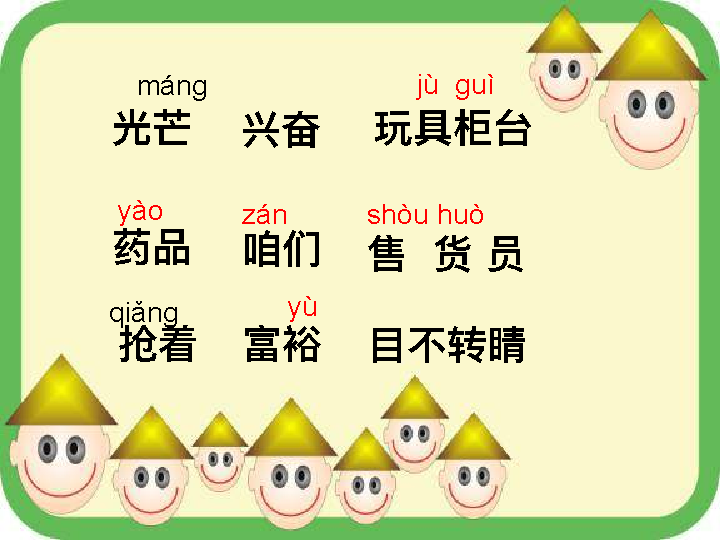 máng jù guì
光芒 兴奋 玩具柜台
yào zán shòu huò
药品 咱们 售 货 员
qiǎng yù
抢着 富裕 目不转睛